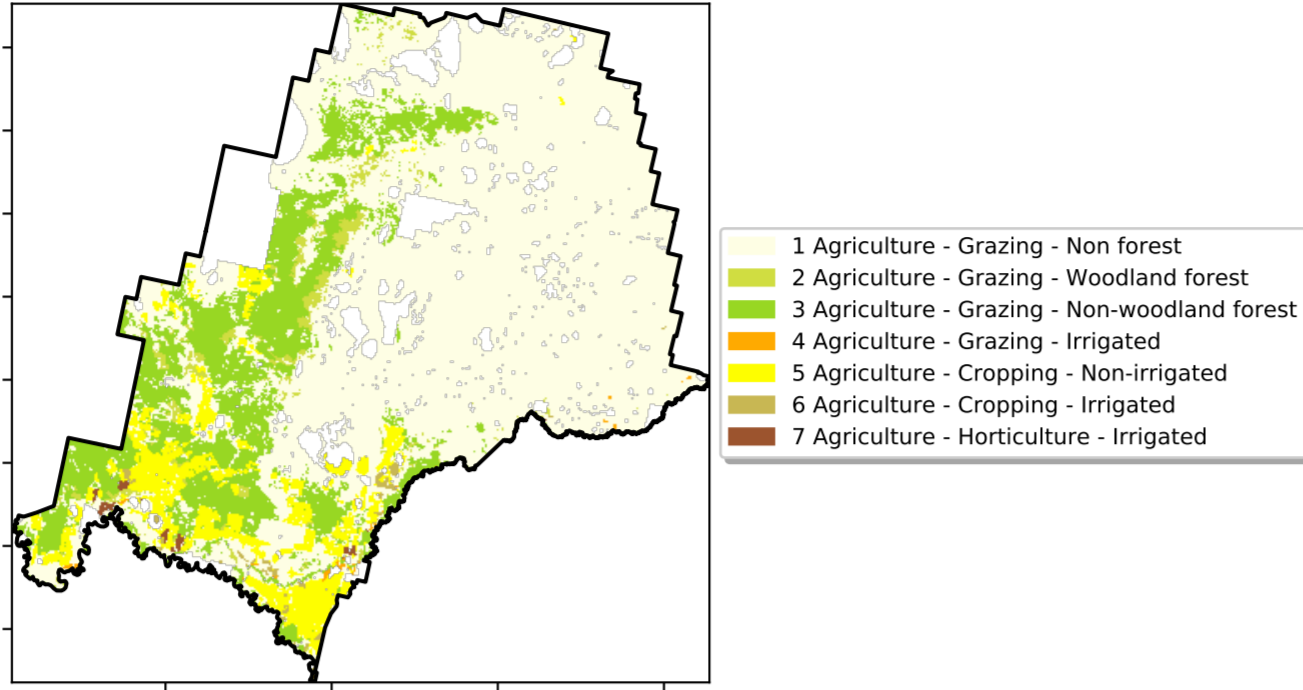 1 Agriculture - Grazing - Non forest
2 Agriculture - Grazing - Woodland forest
3 Agriculture - Grazing - Non-woodland forest
4 Agriculture - Grazing - Irrigated
5 Agriculture - Cropping - Non-irrigated
6 Agriculture - Cropping - Irrigated
7 Agriculture - Horticulture - Irrigated